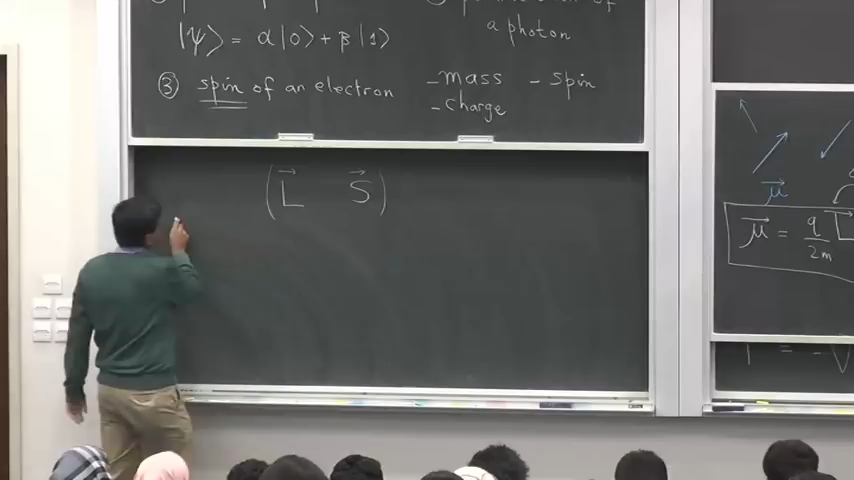 |ψ⟩ = α|0⟩ + β|1⟩
a photon
③ spin of an electron
- mass - spin
- charge
(L⃗ S⃗)
μ⃗
μ⃗ = q/2m L⃗